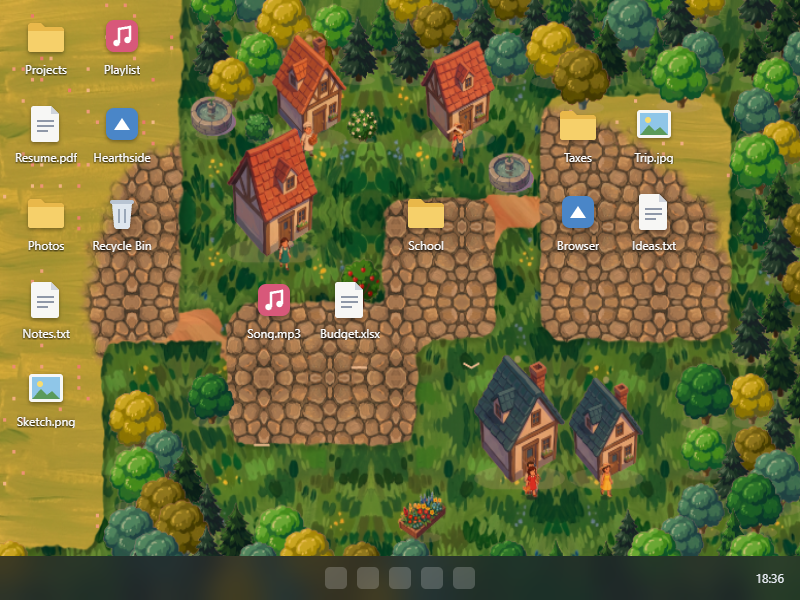 Projects
Playlist
Resume.pdf
Hearthside
Taxes
Trip.jpg
Photos
Recycle Bin
School
Browser
Ideas.txt
Notes.txt
Song.mp3
Budget.xlsx
Sketch.png
18:36